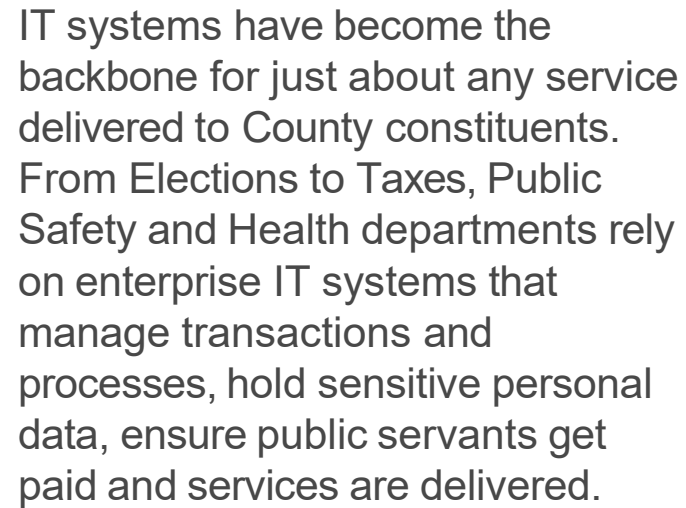 IT systems have become the
backbone for just about any service
delivered to County constituents.
From Elections to Taxes, Public
Safety and Health departments rely
on enterprise IT systems that
manage transactions and
processes, hold sensitive personal
data, ensure public servants get
paid and services are delivered.